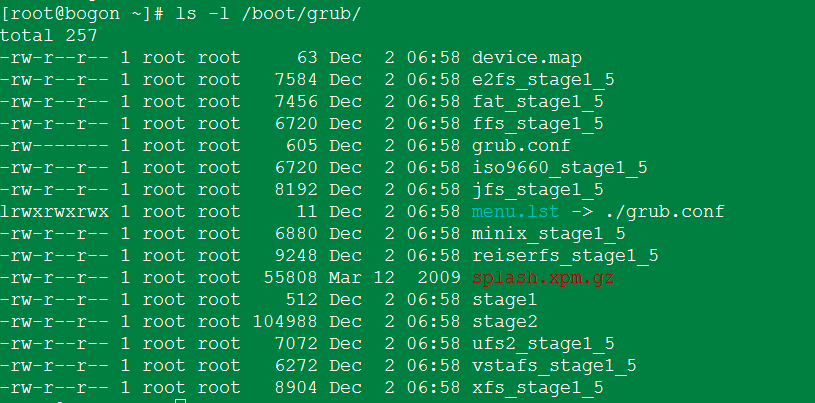 [root@bogon ~]# ls -l /boot/grub/
total 257
-rw-r--r-- 1 root root     63 Dec  2 06:58 device.map
-rw-r--r-- 1 root root   7584 Dec  2 06:58 e2fs_stage1_5
-rw-r--r-- 1 root root   7456 Dec  2 06:58 fat_stage1_5
-rw-r--r-- 1 root root   6720 Dec  2 06:58 ffs_stage1_5
-rw------- 1 root root    605 Dec  2 06:58 grub.conf
-rw-r--r-- 1 root root   6720 Dec  2 06:58 iso9660_stage1_5
-rw-r--r-- 1 root root   8192 Dec  2 06:58 jfs_stage1_5
lrwxrwxrwx 1 root root     11 Dec  2 06:58 menu.lst -> ./grub.conf
-rw-r--r-- 1 root root   6880 Dec  2 06:58 minix_stage1_5
-rw-r--r-- 1 root root   9248 Dec  2 06:58 reiserfs_stage1_5
-rw-r--r-- 1 root root  55808 Mar 12  2009 splash.xpm.gz
-rw-r--r-- 1 root root    512 Dec  2 06:58 stage1
-rw-r--r-- 1 root root 104988 Dec  2 06:58 stage2
-rw-r--r-- 1 root root   7072 Dec  2 06:58 ufs2_stage1_5
-rw-r--r-- 1 root root   6272 Dec  2 06:58 vstafs_stage1_5
-rw-r--r-- 1 root root   8904 Dec  2 06:58 xfs_stage1_5